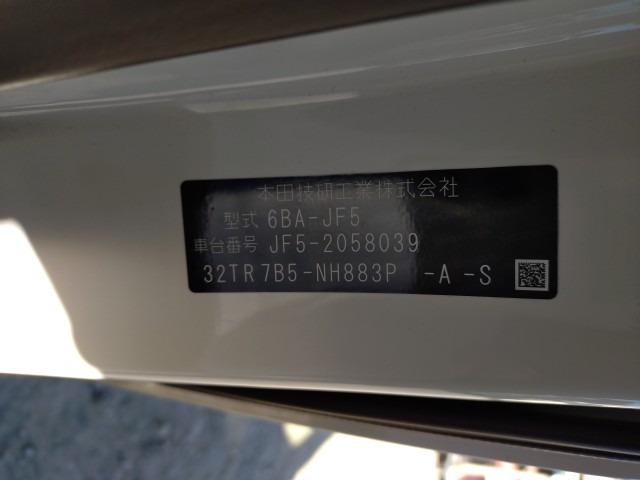 本田技研工業株式会社
型式 6BA-JF5
車台番号 JF5-2058039
32TR7B5-NH883P -A -S